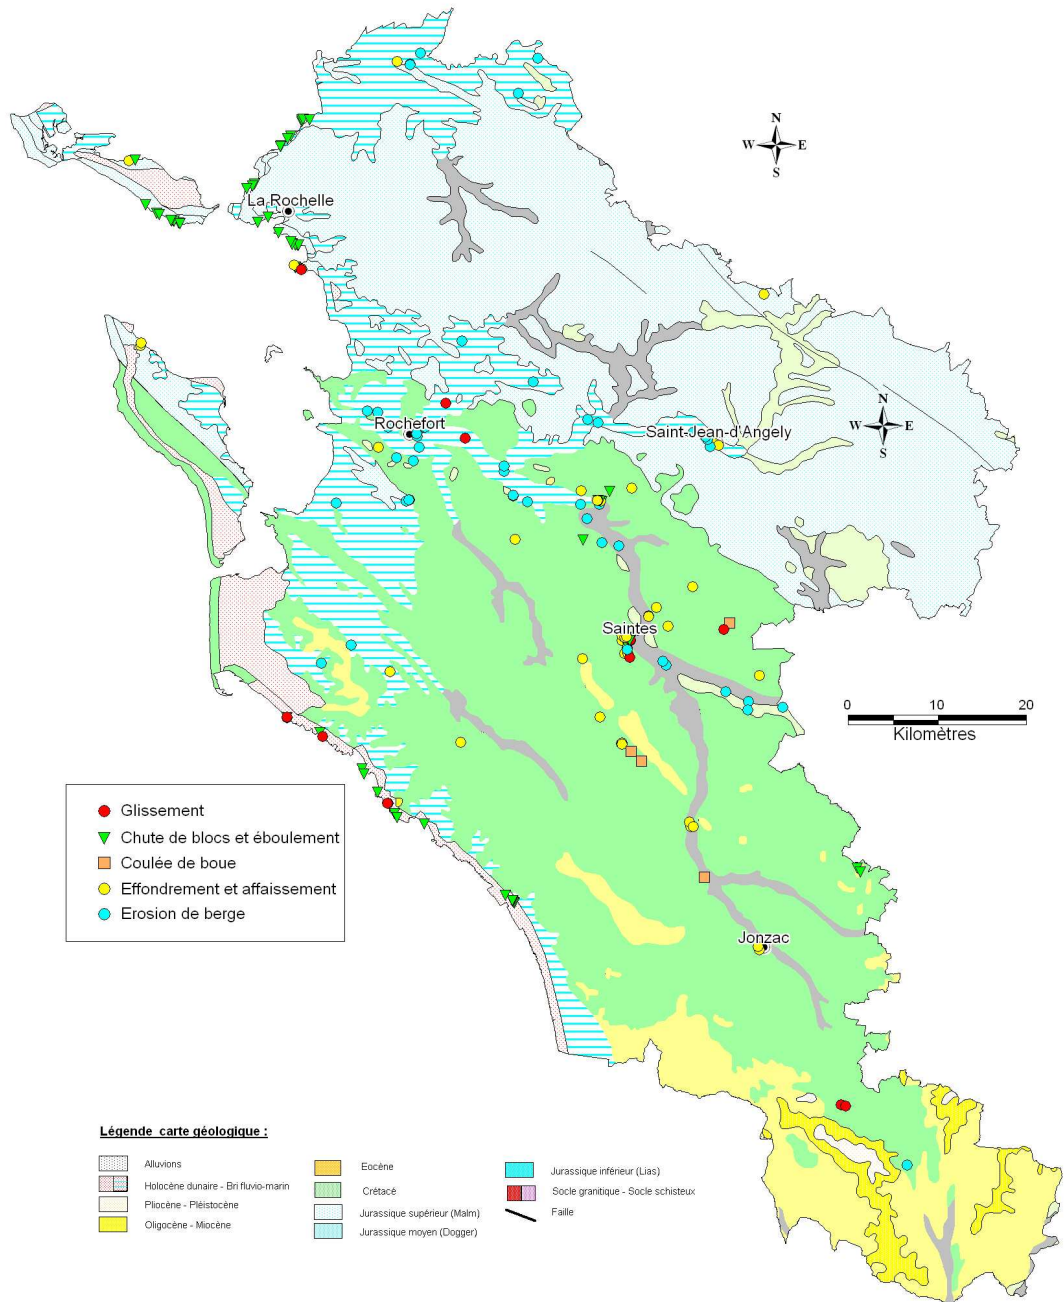 N
W E
S
La Rochelle
N
W E
S
Rochefort
Saint-Jean-d'Angely
Saintes
0 10 20
Kilomètres
Glissement
Chute de blocs et éboulement
Coulée de boue
Effondrement et affaissement
Erosion de berge
Jonzac
Légende carte géologique :
Alluvions
Holocène dunaire - Bri fluvio-marin
Pliocène - Pléistocène
Oligocène - Miocène
Eocène
Crétacé
Jurassique supérieur (Malm)
Jurassique moyen (Dogger)
Jurassique inférieur (Lias)
Socle granitique - Socle schisteux
Faille